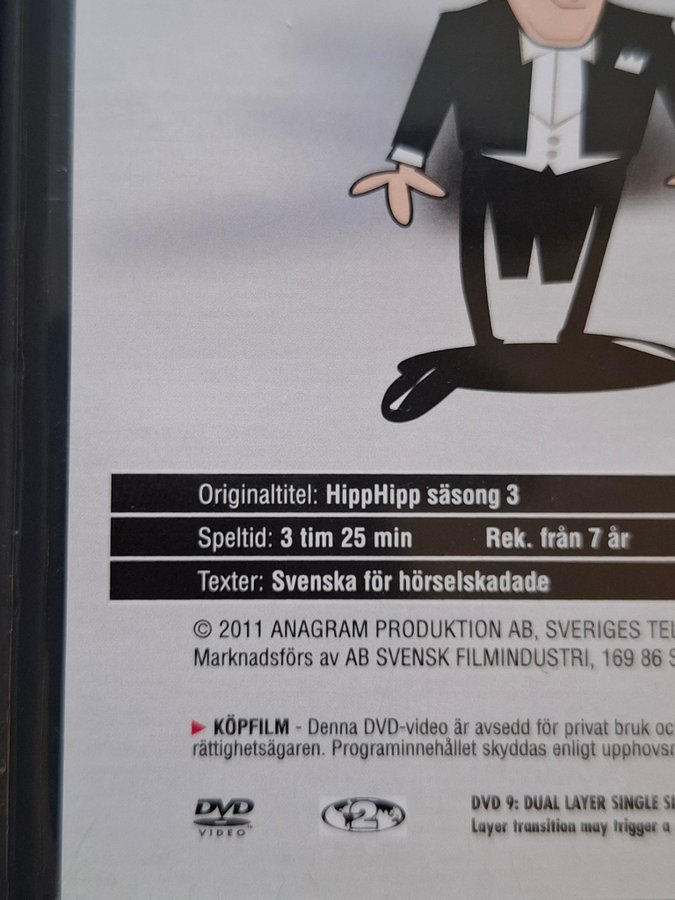 Originaltitel: HippHipp säsong 3
Speltid: 3 tim 25 min Rek. från 7 år
Texter: Svenska för hörselskadade
© 2011 ANAGRAM PRODUKTION AB, SVERIGES TEL
Marknadsförs av AB SVENSK FILMINDUSTRI, 169 86 S
KÖPFILM - Denna DVD-video är avsedd för privat bruk oc
rättighetsägaren. Programinnehållet skyddas enligt upphovsr
DVD 9: DUAL LAYER SINGLE SI
Layer transition may trigger a
DVD
VIDEO
2